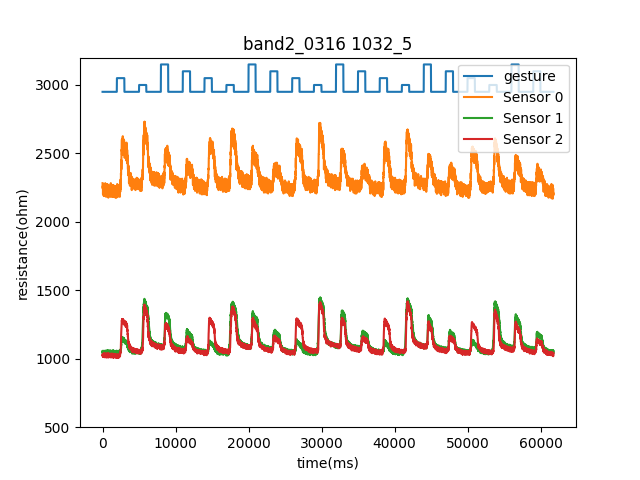 band2_0316 1032_5
3000
2500
2000
1500
1000
500
resistance(ohm)
gesture
Sensor 0
Sensor 1
Sensor 2
0
10000
20000
30000
40000
50000
60000
time(ms)